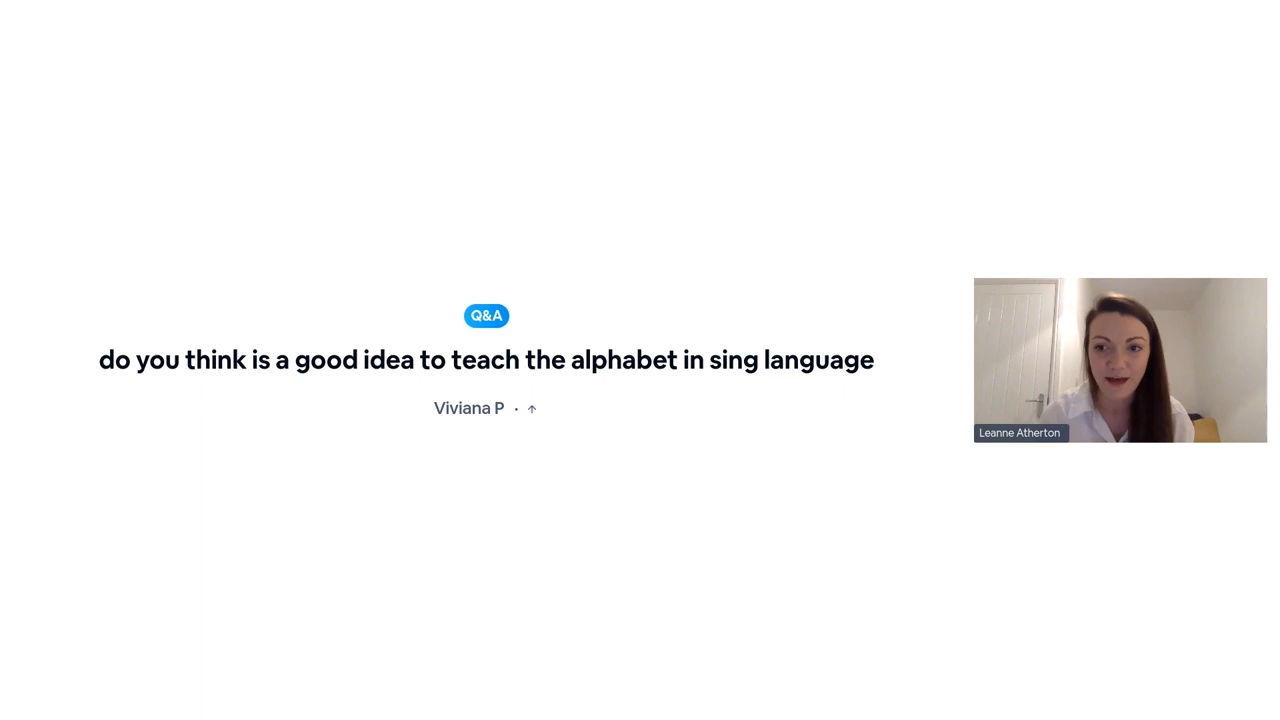 Q&A
do you think is a good idea to teach the alphabet in sing language
Viviana P · ↑
Leanne Atherton